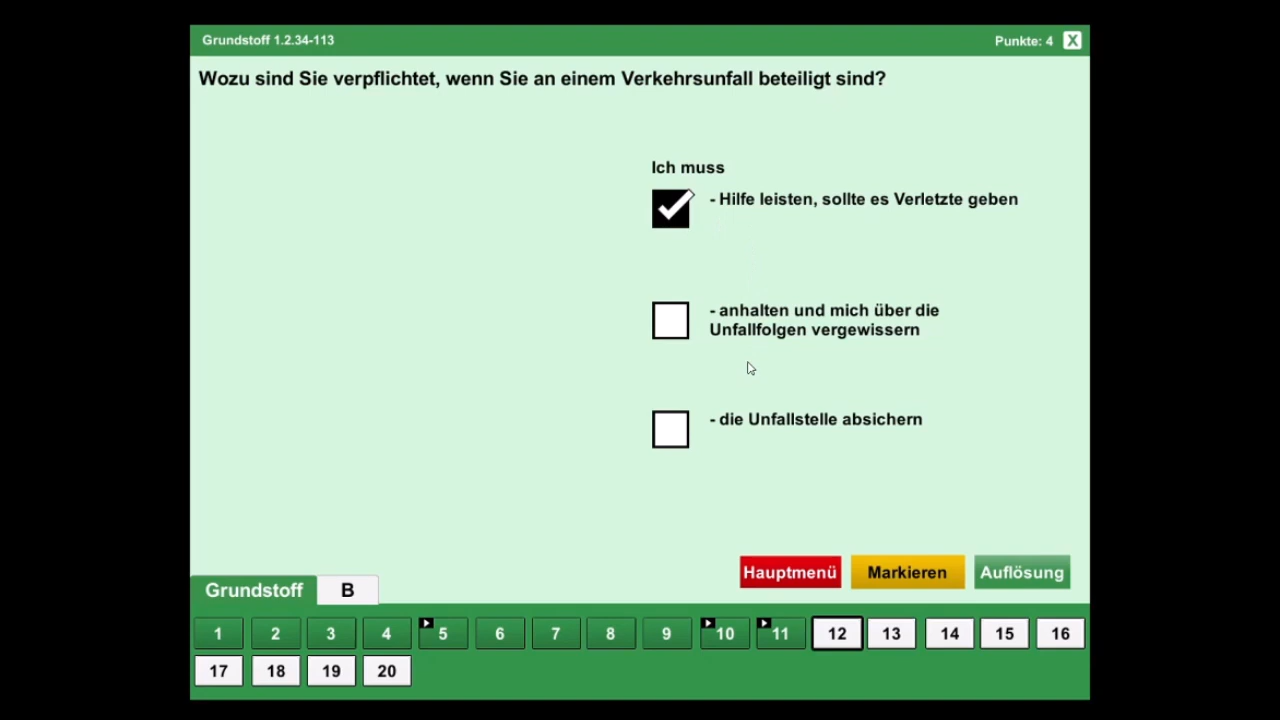 Grundstoff 1.2.34-113
Punkte: 4 X
Wozu sind Sie verpflichtet, wenn Sie an einem Verkehrsunfall beteiligt sind?
Ich muss
- Hilfe leisten, sollte es Verletzte geben
- anhalten und mich über die
Unfallfolgen vergewissern
- die Unfallstelle absichern
Hauptmenü Markieren Auflösung
Grundstoff B
1 2 3 4 5 6 7 8 9 10 11 12 13 14 15 16
17 18 19 20